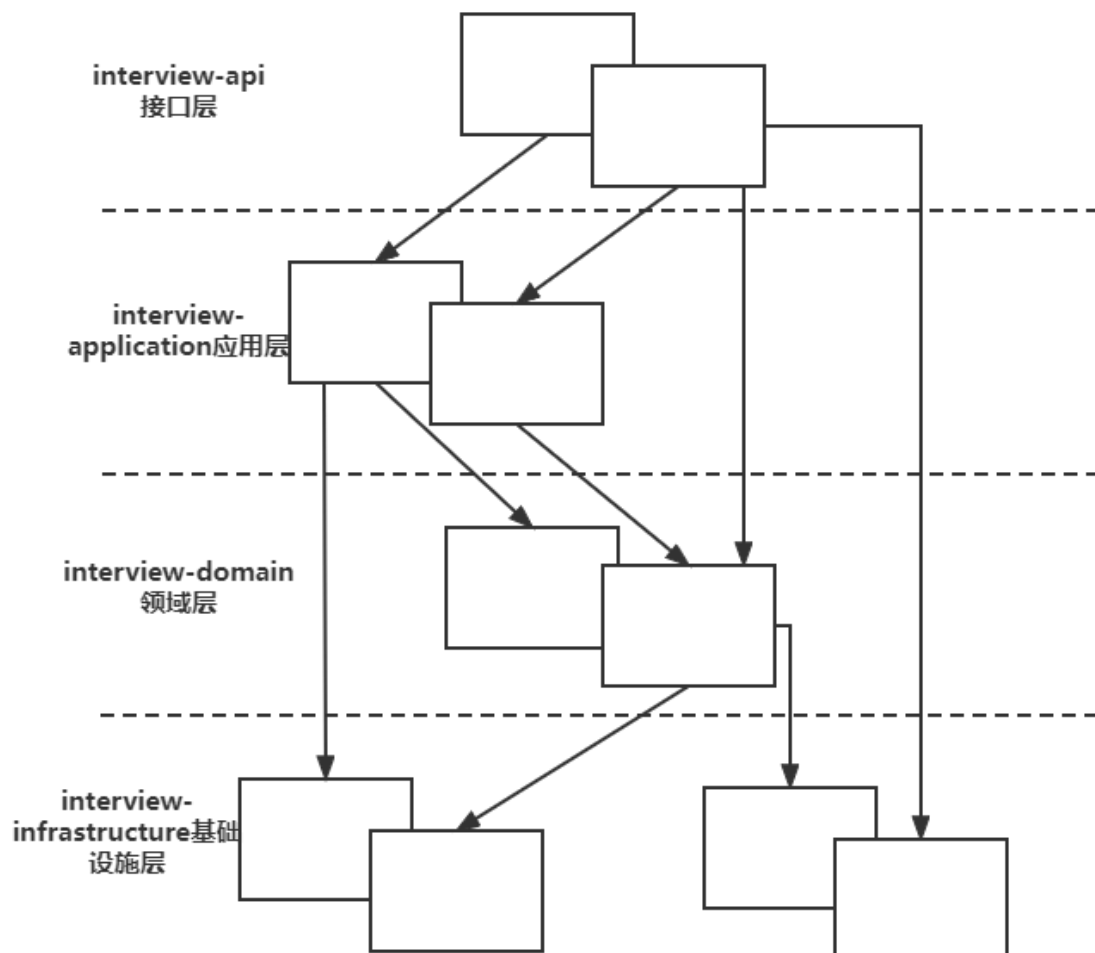 interview-api
接口层
interview-
application应用层
interview-domain
领域层
interview-
infrastructure基础
设施层